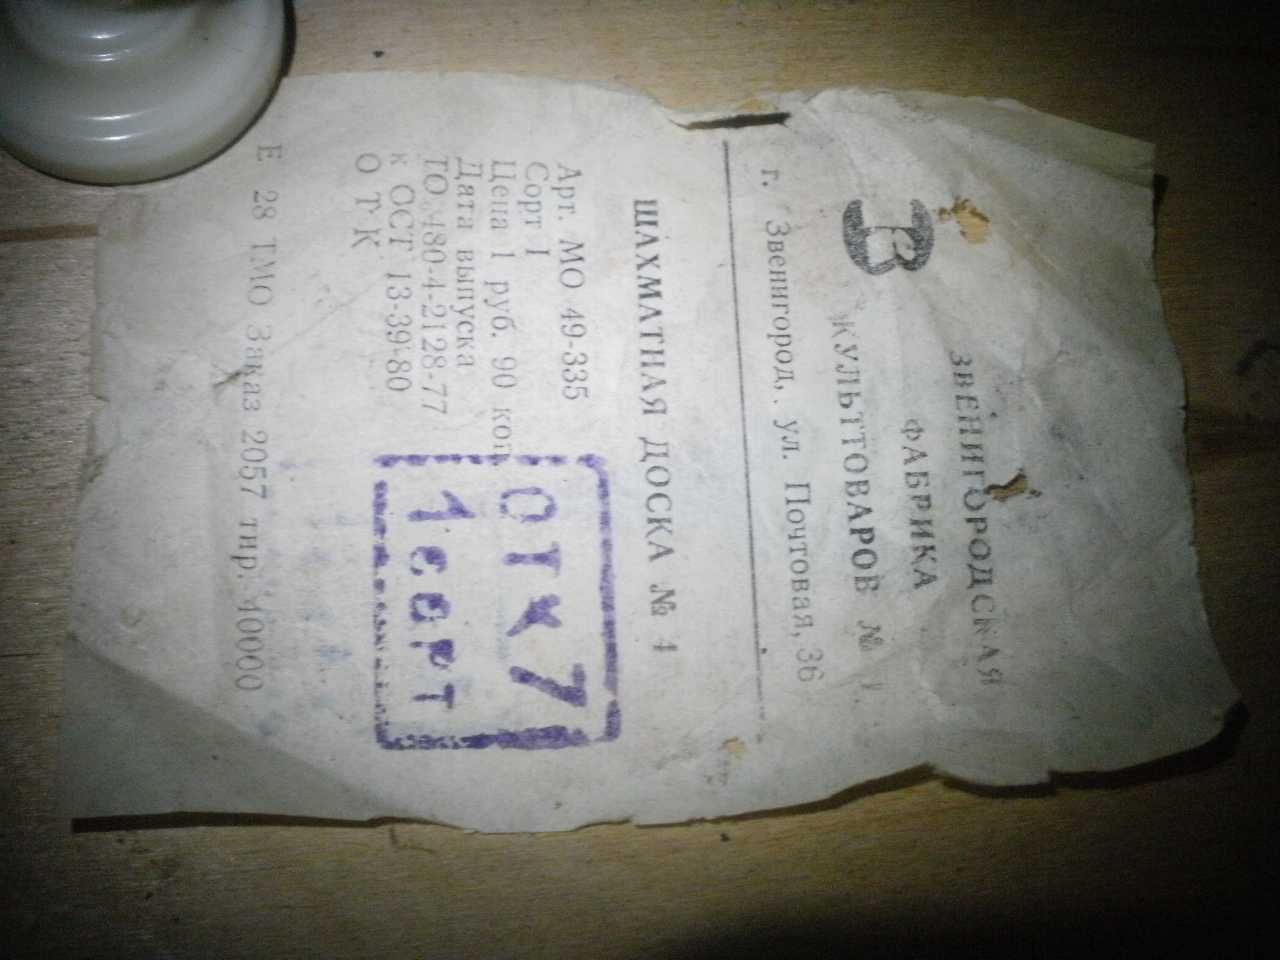 ЗВЕНИГОРОДСКАЯ
ФАБРИКА
КУЛЬТТОВАРОВ № 1
г. Звенигород, ул. Почтовая, 36
ШАХМАТНАЯ ДОСКА № 4
Арт. МО 49-335
Сорт I
Цена 1 руб. 90 коп.
Дата выпуска
ТО 480-4-2128-77
к ОСТ 13-39-80
О Т К
ОТК 7
1 сорт
Е 28 ТМО Заказ 2057 тир. 40000